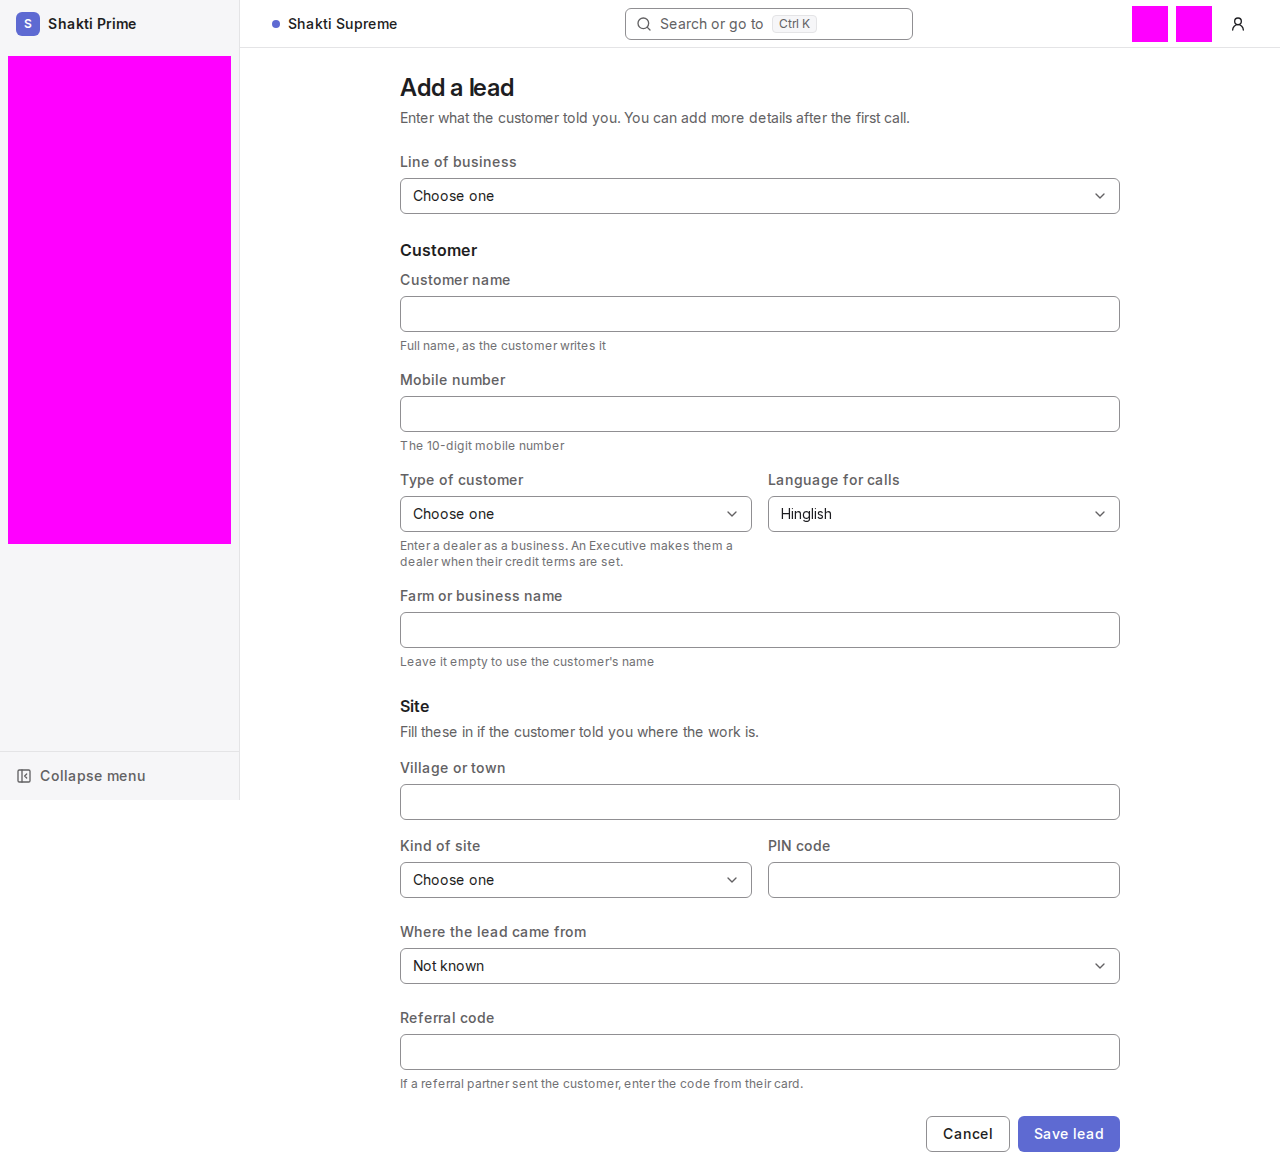 S Shakti Prime
Shakti Supreme
Search or go to Ctrl K
Add a lead
Enter what the customer told you. You can add more details after the first call.
Line of business
Choose one
Customer
Customer name
Full name, as the customer writes it
Mobile number
The 10-digit mobile number
Type of customer
Choose one
Enter a dealer as a business. An Executive makes them a
dealer when their credit terms are set.
Language for calls
Hinglish
Farm or business name
Leave it empty to use the customer's name
Site
Fill these in if the customer told you where the work is.
Village or town
Kind of site
Choose one
PIN code
Where the lead came from
Not known
Referral code
If a referral partner sent the customer, enter the code from their card.
Cancel
Save lead
Collapse menu